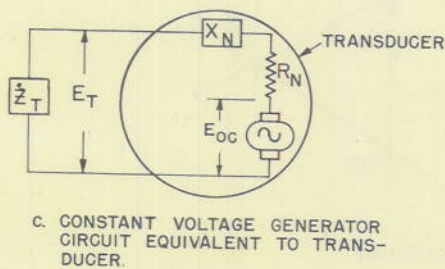 X_N
TRANSDUCER
R_N
Ż_T
E_T
E_OC
C. CONSTANT VOLTAGE GENERATOR
CIRCUIT EQUIVALENT TO TRANS-
DUCER.